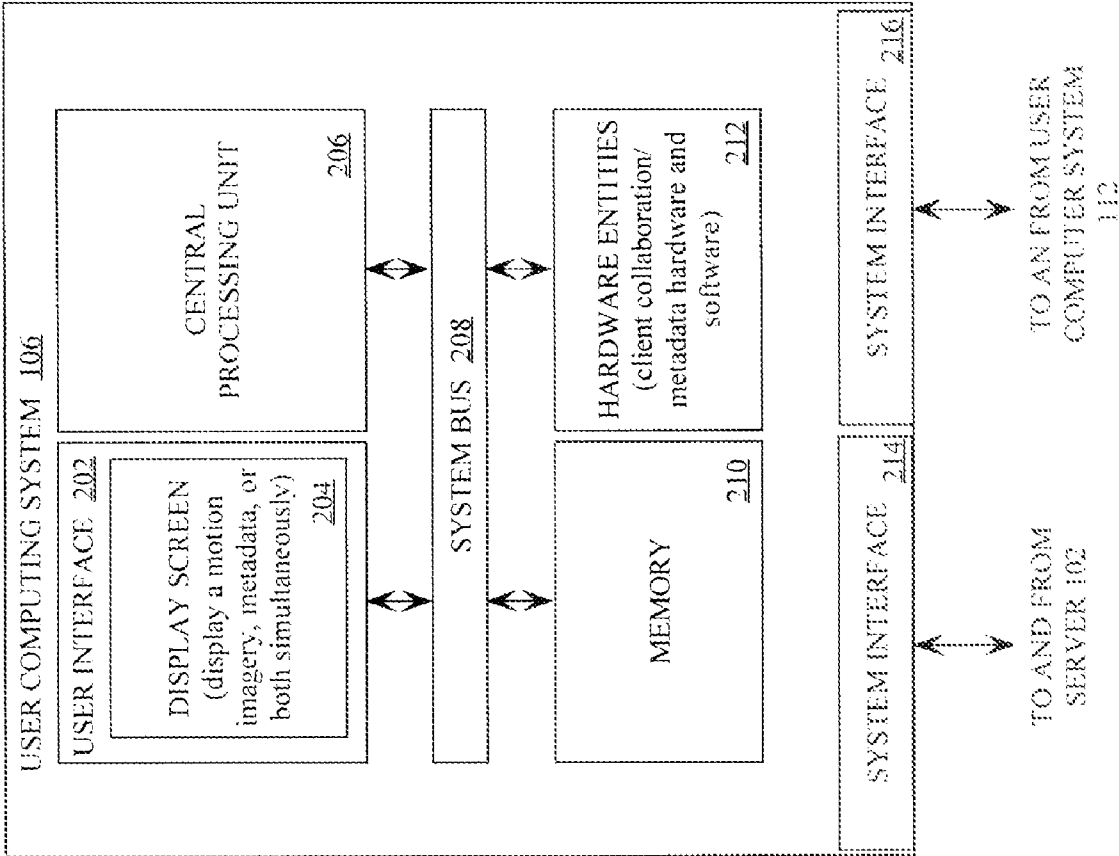 USER COMPUTING SYSTEM 106
USER INTERFACE 202
DISPLAY SCREEN
(display a motion
imagery, metadata, or
both simultaneously)
204
CENTRAL
PROCESSING UNIT
206
SYSTEM BUS 208
MEMORY
210
HARDWARE ENTITIES
(client collaboration/
metadata hardware and
software)
212
SYSTEM INTERFACE
214
SYSTEM INTERFACE
216
TO AND FROM
SERVER 102
TO AN FROM USER
COMPUTER SYSTEM
112